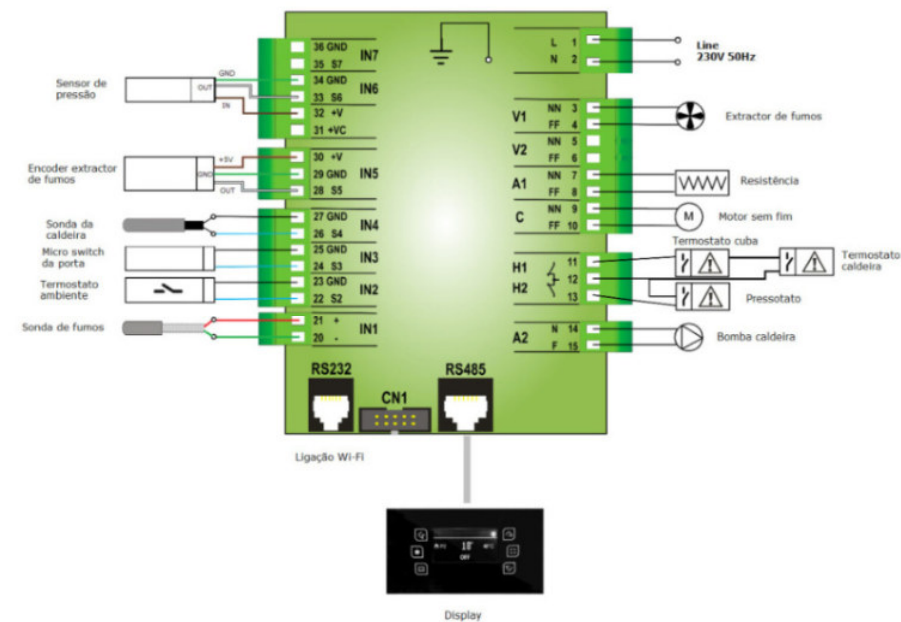 Sensor de
pressão
GND
OUT
IN
Encoder extractor
de fumos
+5V
GND
OUT
Sonda da
caldeira
Micro switch
da porta
Termostato
ambiente
Sonda de fumos
36 GND
35 S7
IN7
34 GND
33 S6
IN6
32 +V
31 +VC
30 +V
29 GND
28 S5
IN5
27 GND
26 S4
IN4
25 GND
24 S3
IN3
23 GND
22 S2
IN2
21 +
20 -
IN1
L 1
N 2
Line
230V 50Hz
V1
NN 3
FF 4
Extractor de fumos
V2
NN 5
FF 6
A1
NN 7
FF 8
Resistência
C
NN 9
FF 10
M
Motor sem fim
Termostato cuba
H1
H2
11
12
13
Termostato
caldeira
Pressotato
A2
N 14
F 15
Bomba caldeira
RS232
CN1
RS485
Ligação Wi-Fi
OFF
Display